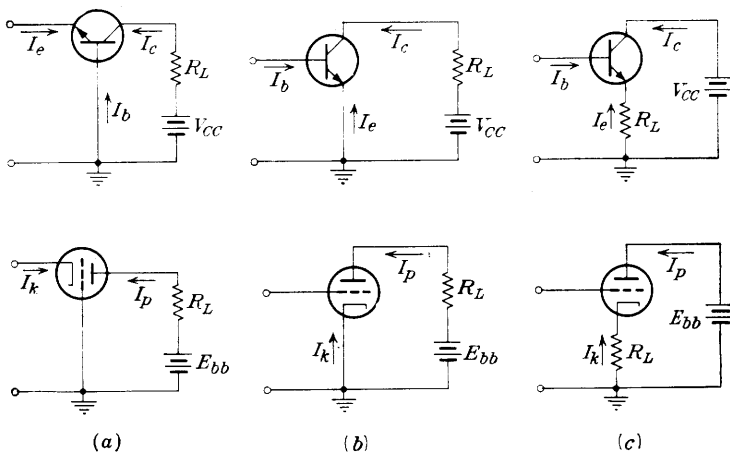 I_e
I_c
R_L
I_b
V_CC
I_b
I_c
R_L
I_e
V_CC
I_b
I_c
V_CC
I_e
R_L
I_k
I_p
R_L
E_bb
I_p
R_L
I_k
E_bb
I_p
E_bb
I_k
R_L
(a)
(b)
(c)